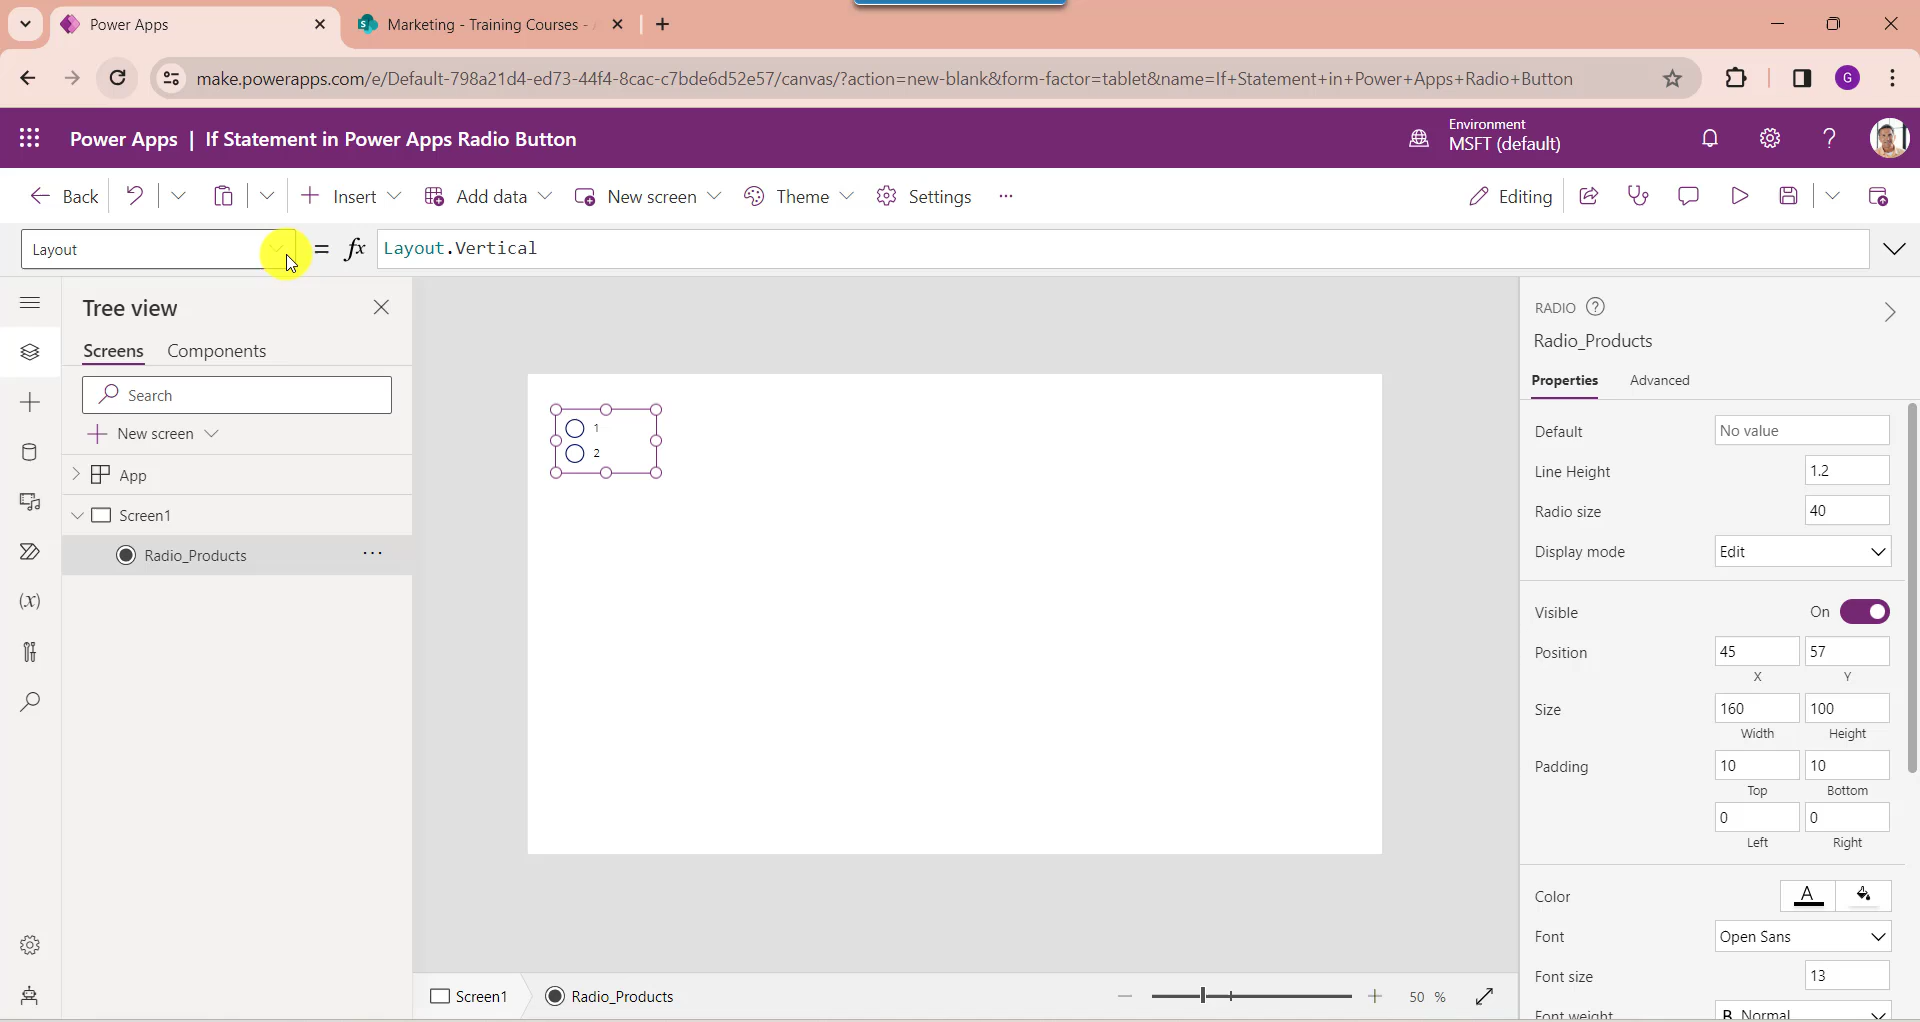 Power Apps
Marketing - Training Courses -
make.powerapps.com/e/Default-798a21d4-ed73-44f4-8cac-c7bde6d52e57/canvas/?action=new-blank&form-factor=tablet&name=If+Statement+in+Power+Apps+Radio+Button
G
Power Apps | If Statement in Power Apps Radio Button
Environment
MSFT (default)
Back
Insert
Add data
New screen
Theme
Settings
Editing
Layout
= fx
Layout.Vertical
Tree view
Screens
Components
Search
New screen
App
Screen1
Radio_Products
1
2
RADIO
Radio_Products
Properties
Advanced
Default
No value
Line Height
1.2
Radio size
40
Display mode
Edit
Visible
On
Position
45
57
X
Y
Size
160
100
Width
Height
Padding
10
10
Top
Bottom
0
0
Left
Right
Color
A
Font
Open Sans
Font size
13
Font weight
B Normal
Screen1
Radio_Products
50 %